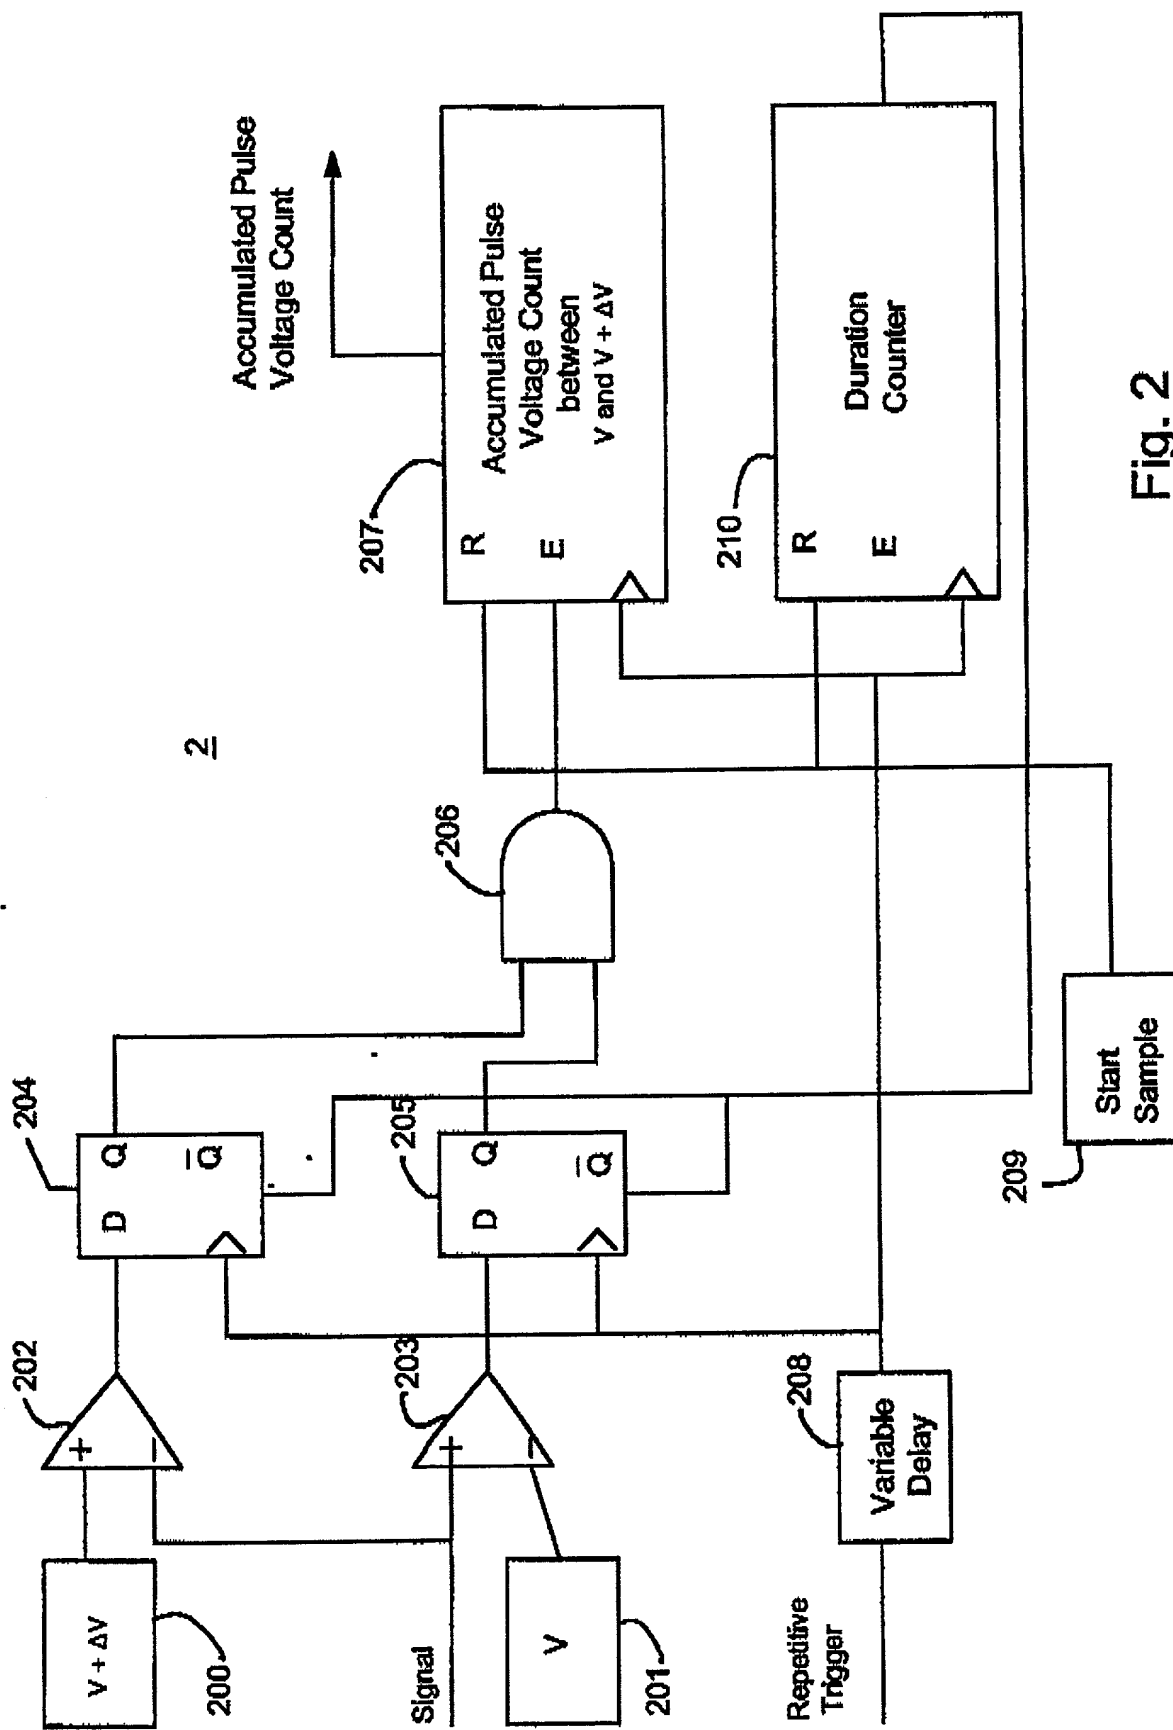 2
V + ΔV
200
+
−
202
D
Q
Q̅
204
Signal
+
−
203
D
Q
Q̅
205
V
201
206
Accumulated Pulse
Voltage Count
207
R
E
Accumulated Pulse
Voltage Count
between
V and V + ΔV
Repetitive
Trigger
Variable
Delay
208
210
R
E
Duration
Counter
Start
Sample
209
Fig. 2